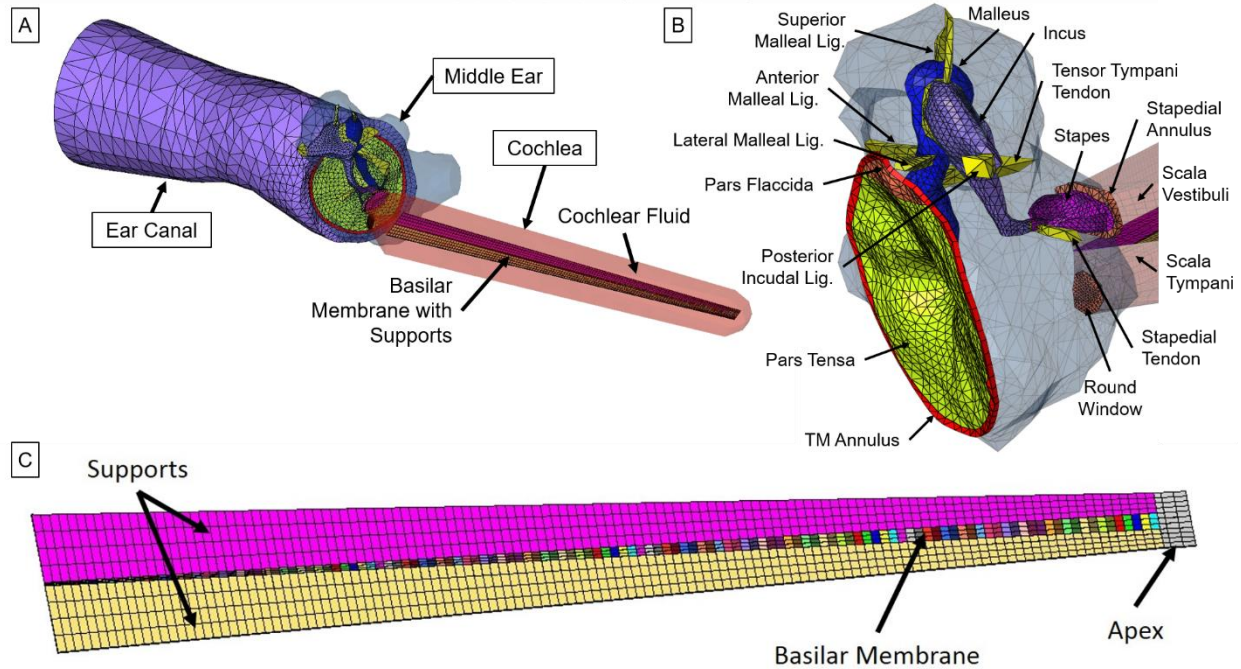 A
Middle Ear
Cochlea
Cochlear Fluid
Ear Canal
Basilar
Membrane with
Supports
B
Superior
Malleal Lig.
Malleus
Incus
Anterior
Malleal Lig.
Tensor Tympani
Tendon
Lateral Malleal Lig.
Stapedial
Annulus
Stapes
Pars Flaccida
Scala
Vestibuli
Posterior
Incudal Lig.
Scala
Tympani
Pars Tensa
Stapedial
Tendon
Round
Window
TM Annulus
C
Supports
Basilar Membrane
Apex